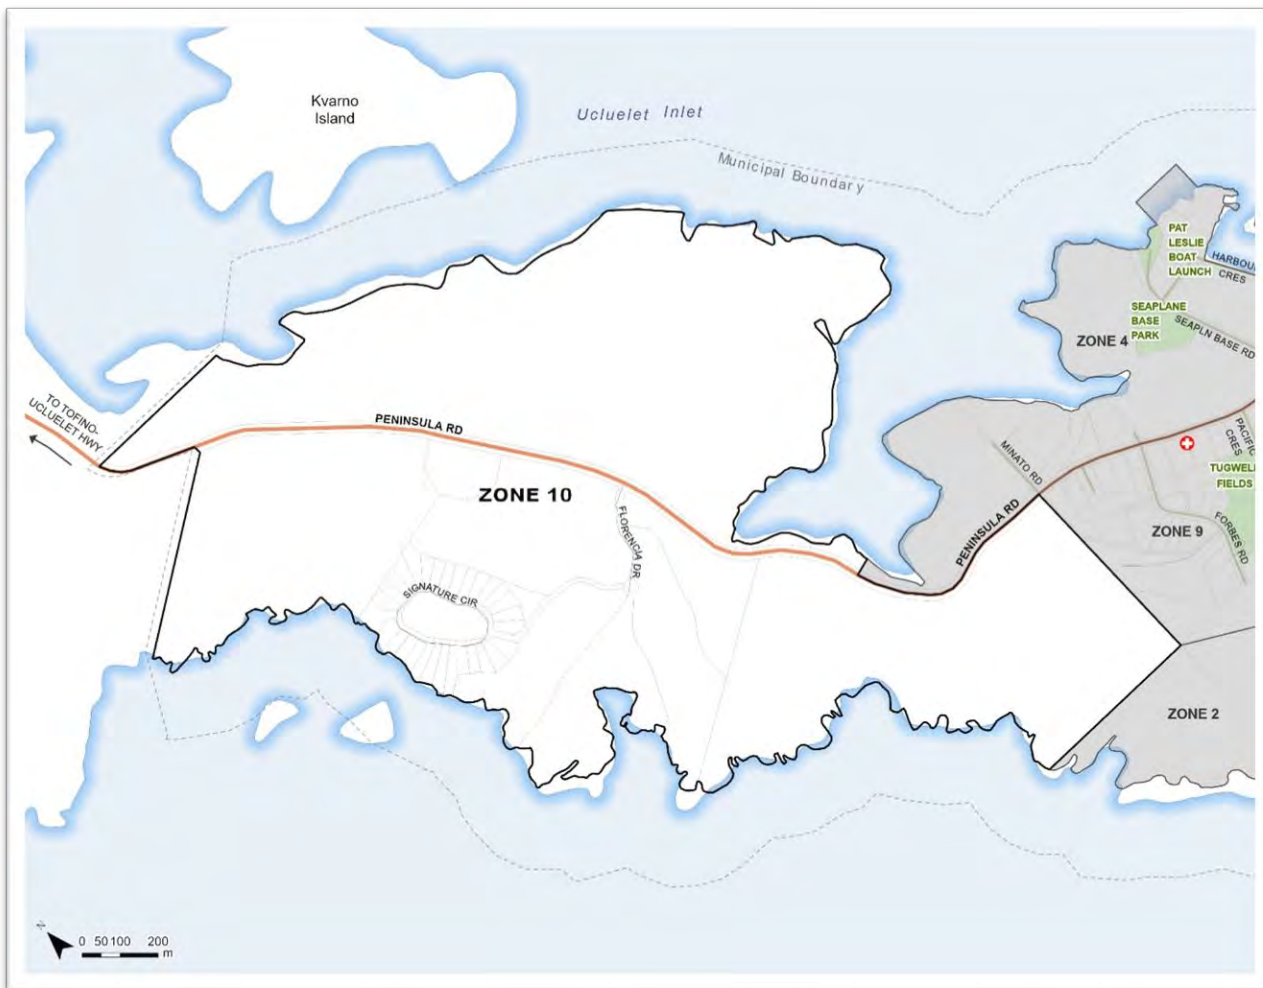 Kvarno
Island
Ucluelet Inlet
Municipal Boundary
PAT
LESLIE
BOAT
LAUNCH
HARBOUR
CRES
SEAPLANE
BASE
PARK
SEAPLN BASE RD
ZONE 4
TO TOFINO-
UCLUELET HWY
PENINSULA RD
MINATO RD
PACIFIC
CRES
TUGWELL
FIELDS
ZONE 10
FLORENCIA DR
PENINSULA RD
FORBES RD
ZONE 9
SIGNATURE CIR
ZONE 2
0 50 100 200
m